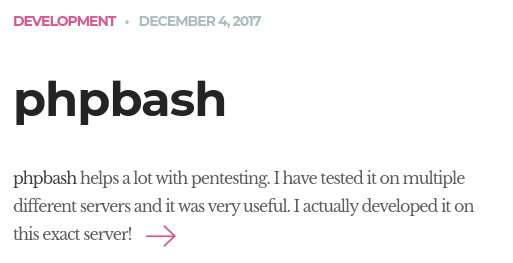 DEVELOPMENT • DECEMBER 4, 2017
phpbash
phpbash helps a lot with pentesting. I have tested it on multiple
different servers and it was very useful. I actually developed it on
this exact server!